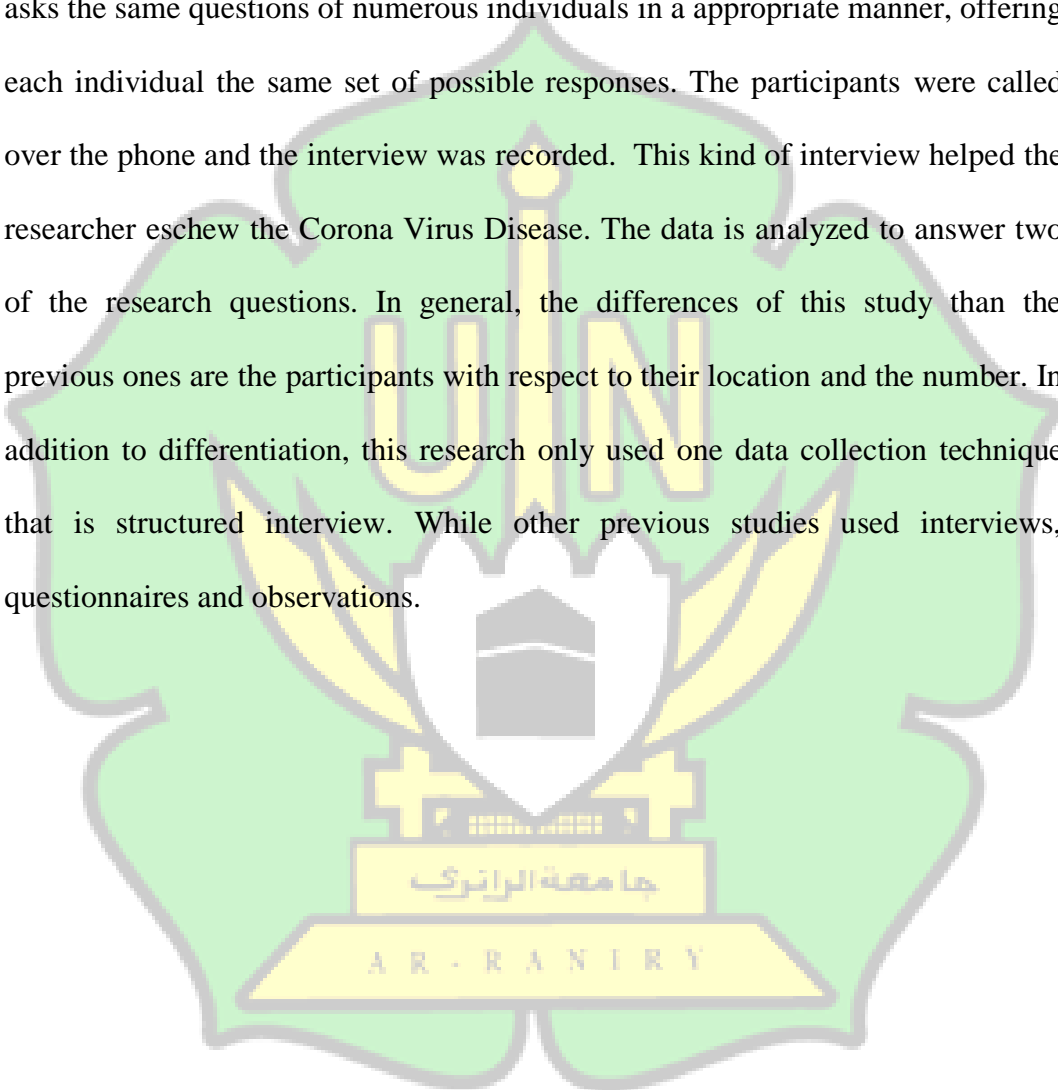 asks the same questions of numerous individuals in a appropriate manner, offering
each individual the same set of possible responses. The participants were called
over the phone and the interview was recorded.  This kind of interview helped the
researcher eschew the Corona Virus Disease. The data is analyzed to answer two
of the research questions. In general, the differences of this study than the
previous ones are the participants with respect to their location and the number. In
addition to differentiation, this research only used one data collection technique
that is structured interview. While other previous studies used interviews,
questionnaires and observations.
UIN
جامعة الرانري
AR-RANIRY